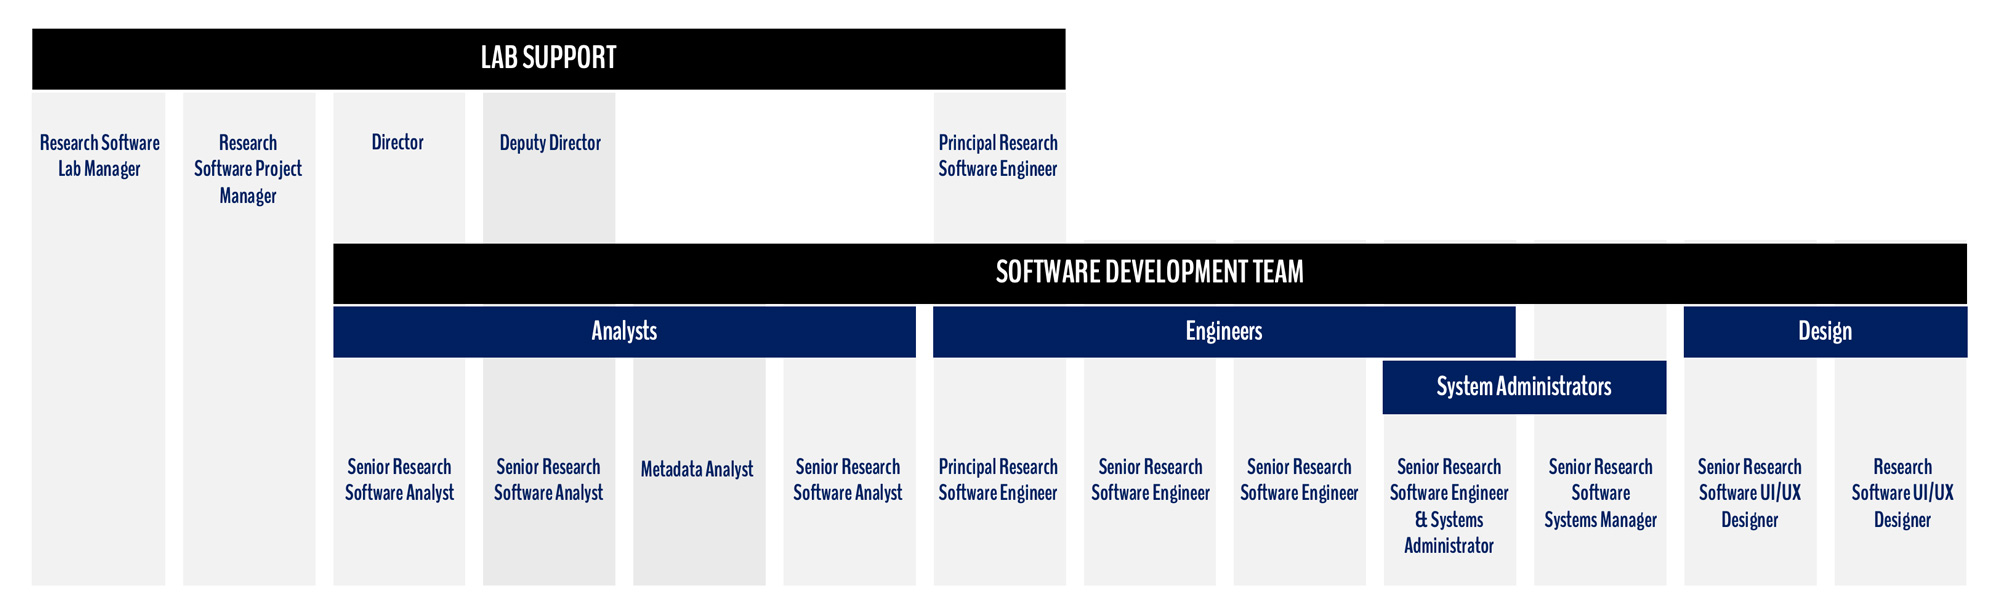 LAB SUPPORT
Research Software
Lab Manager
Research
Software Project
Manager
Director
Deputy Director
Principal Research
Software Engineer
SOFTWARE DEVELOPMENT TEAM
Analysts
Engineers
Design
System Administrators
Senior Research
Software Analyst
Senior Research
Software Analyst
Metadata Analyst
Senior Research
Software Analyst
Principal Research
Software Engineer
Senior Research
Software Engineer
Senior Research
Software Engineer
Senior Research
Software Engineer
& Systems
Administrator
Senior Research
Software
Systems Manager
Senior Research
Software UI/UX
Designer
Research
Software UI/UX
Designer